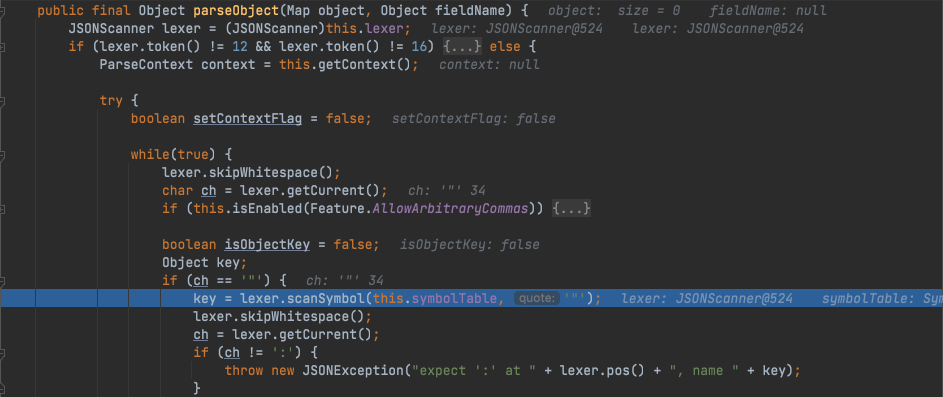 public final Object parseObject(Map object, Object fieldName) {   object:  size = 0    fieldName: null
JSONScanner lexer = (JSONScanner)this.lexer;   lexer: JSONScanner@524    lexer: JSONScanner@524
if (lexer.token() != 12 && lexer.token() != 16) {...} else {
ParseContext context = this.getContext();   context: null
try {
boolean setContextFlag = false;   setContextFlag: false
while(true) {
lexer.skipWhitespace();
char ch = lexer.getCurrent();   ch: '"' 34
if (this.isEnabled(Feature.AllowArbitraryCommas)) {...}
boolean isObjectKey = false;   isObjectKey: false
Object key;
if (ch == '"') {   ch: '"' 34
key = lexer.scanSymbol(this.symbolTable, quote: '"');   lexer: JSONScanner@524    symbolTable: Sym
lexer.skipWhitespace();
ch = lexer.getCurrent();
if (ch != ':') {
throw new JSONException("expect ':' at " + lexer.pos() + ", name " + key);
}